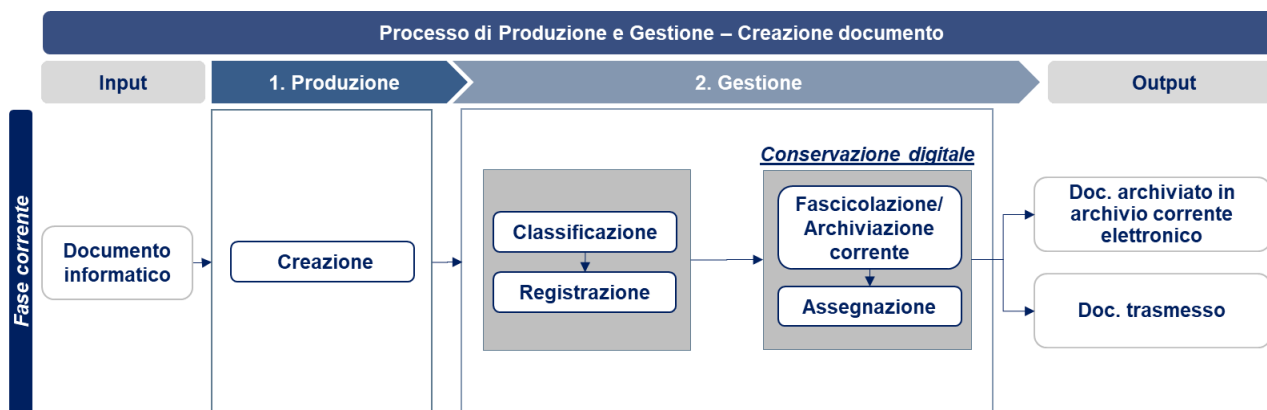 Processo di Produzione e Gestione – Creazione documento
Input
1. Produzione
2. Gestione
Output
Fase corrente
Documento
informatico
Creazione
Classificazione
Registrazione
Conservazione digitale
Fascicolazione/
Archiviazione
corrente
Assegnazione
Doc. archiviato in
archivio corrente
elettronico
Doc. trasmesso